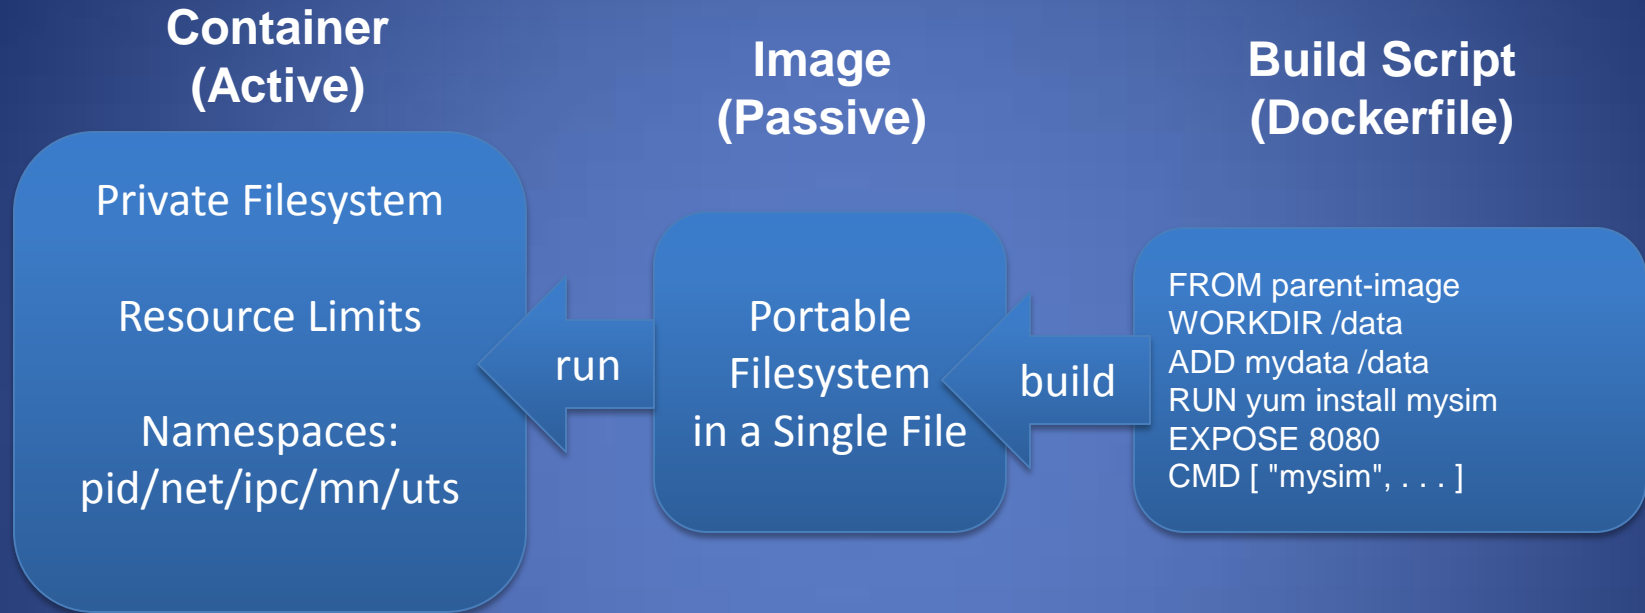 Container
(Active)
Private Filesystem
Resource Limits
Namespaces:
pid/net/ipc/mn/uts
run
Image
(Passive)
Portable
Filesystem
in a Single File
build
Build Script
(Dockerfile)
FROM parent-image
WORKDIR /data
ADD mydata /data
RUN yum install mysim
EXPOSE 8080
CMD [ "mysim", . . . ]